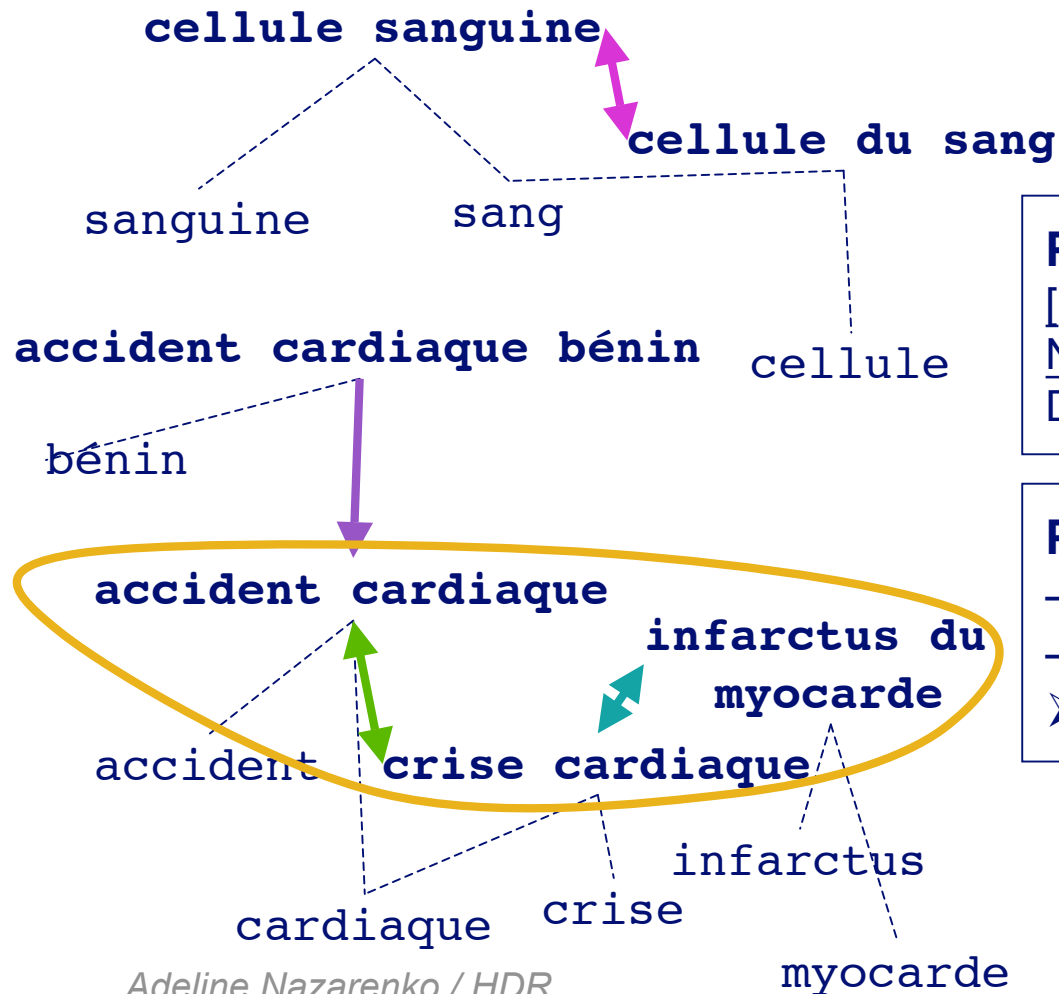 cellule sanguine
cellule du sang
sanguine
sang
accident cardiaque bénin
cellule
bénin
accident cardiaque
infarctus du
myocarde
accident
crise cardiaque
infarctus
cardiaque
crise
myocarde
Adeline Nazarenko / HDR